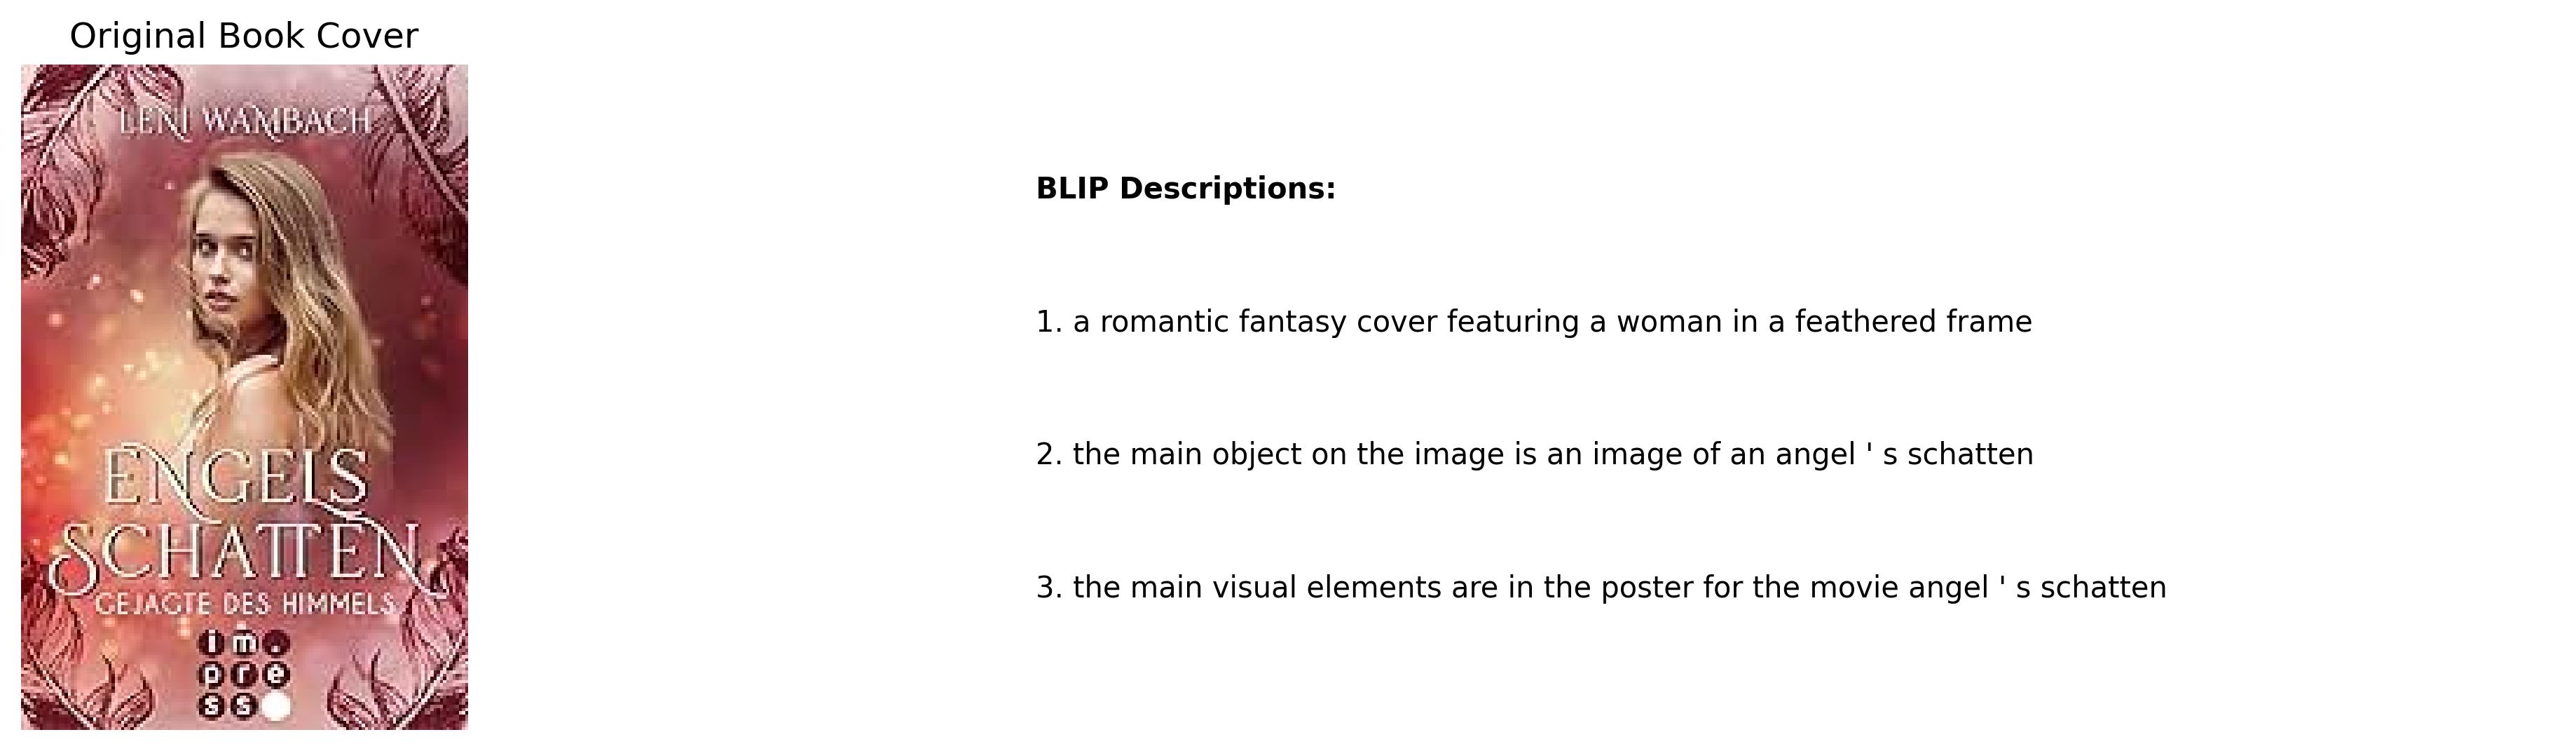 Original Book Cover
LENI WAMBACH
ENGELS
SCHATTEN
GEJAGTE DES HIMMELS
im.
pre
ss
BLIP Descriptions:
1. a romantic fantasy cover featuring a woman in a feathered frame
2. the main object on the image is an image of an angel ' s schatten
3. the main visual elements are in the poster for the movie angel ' s schatten